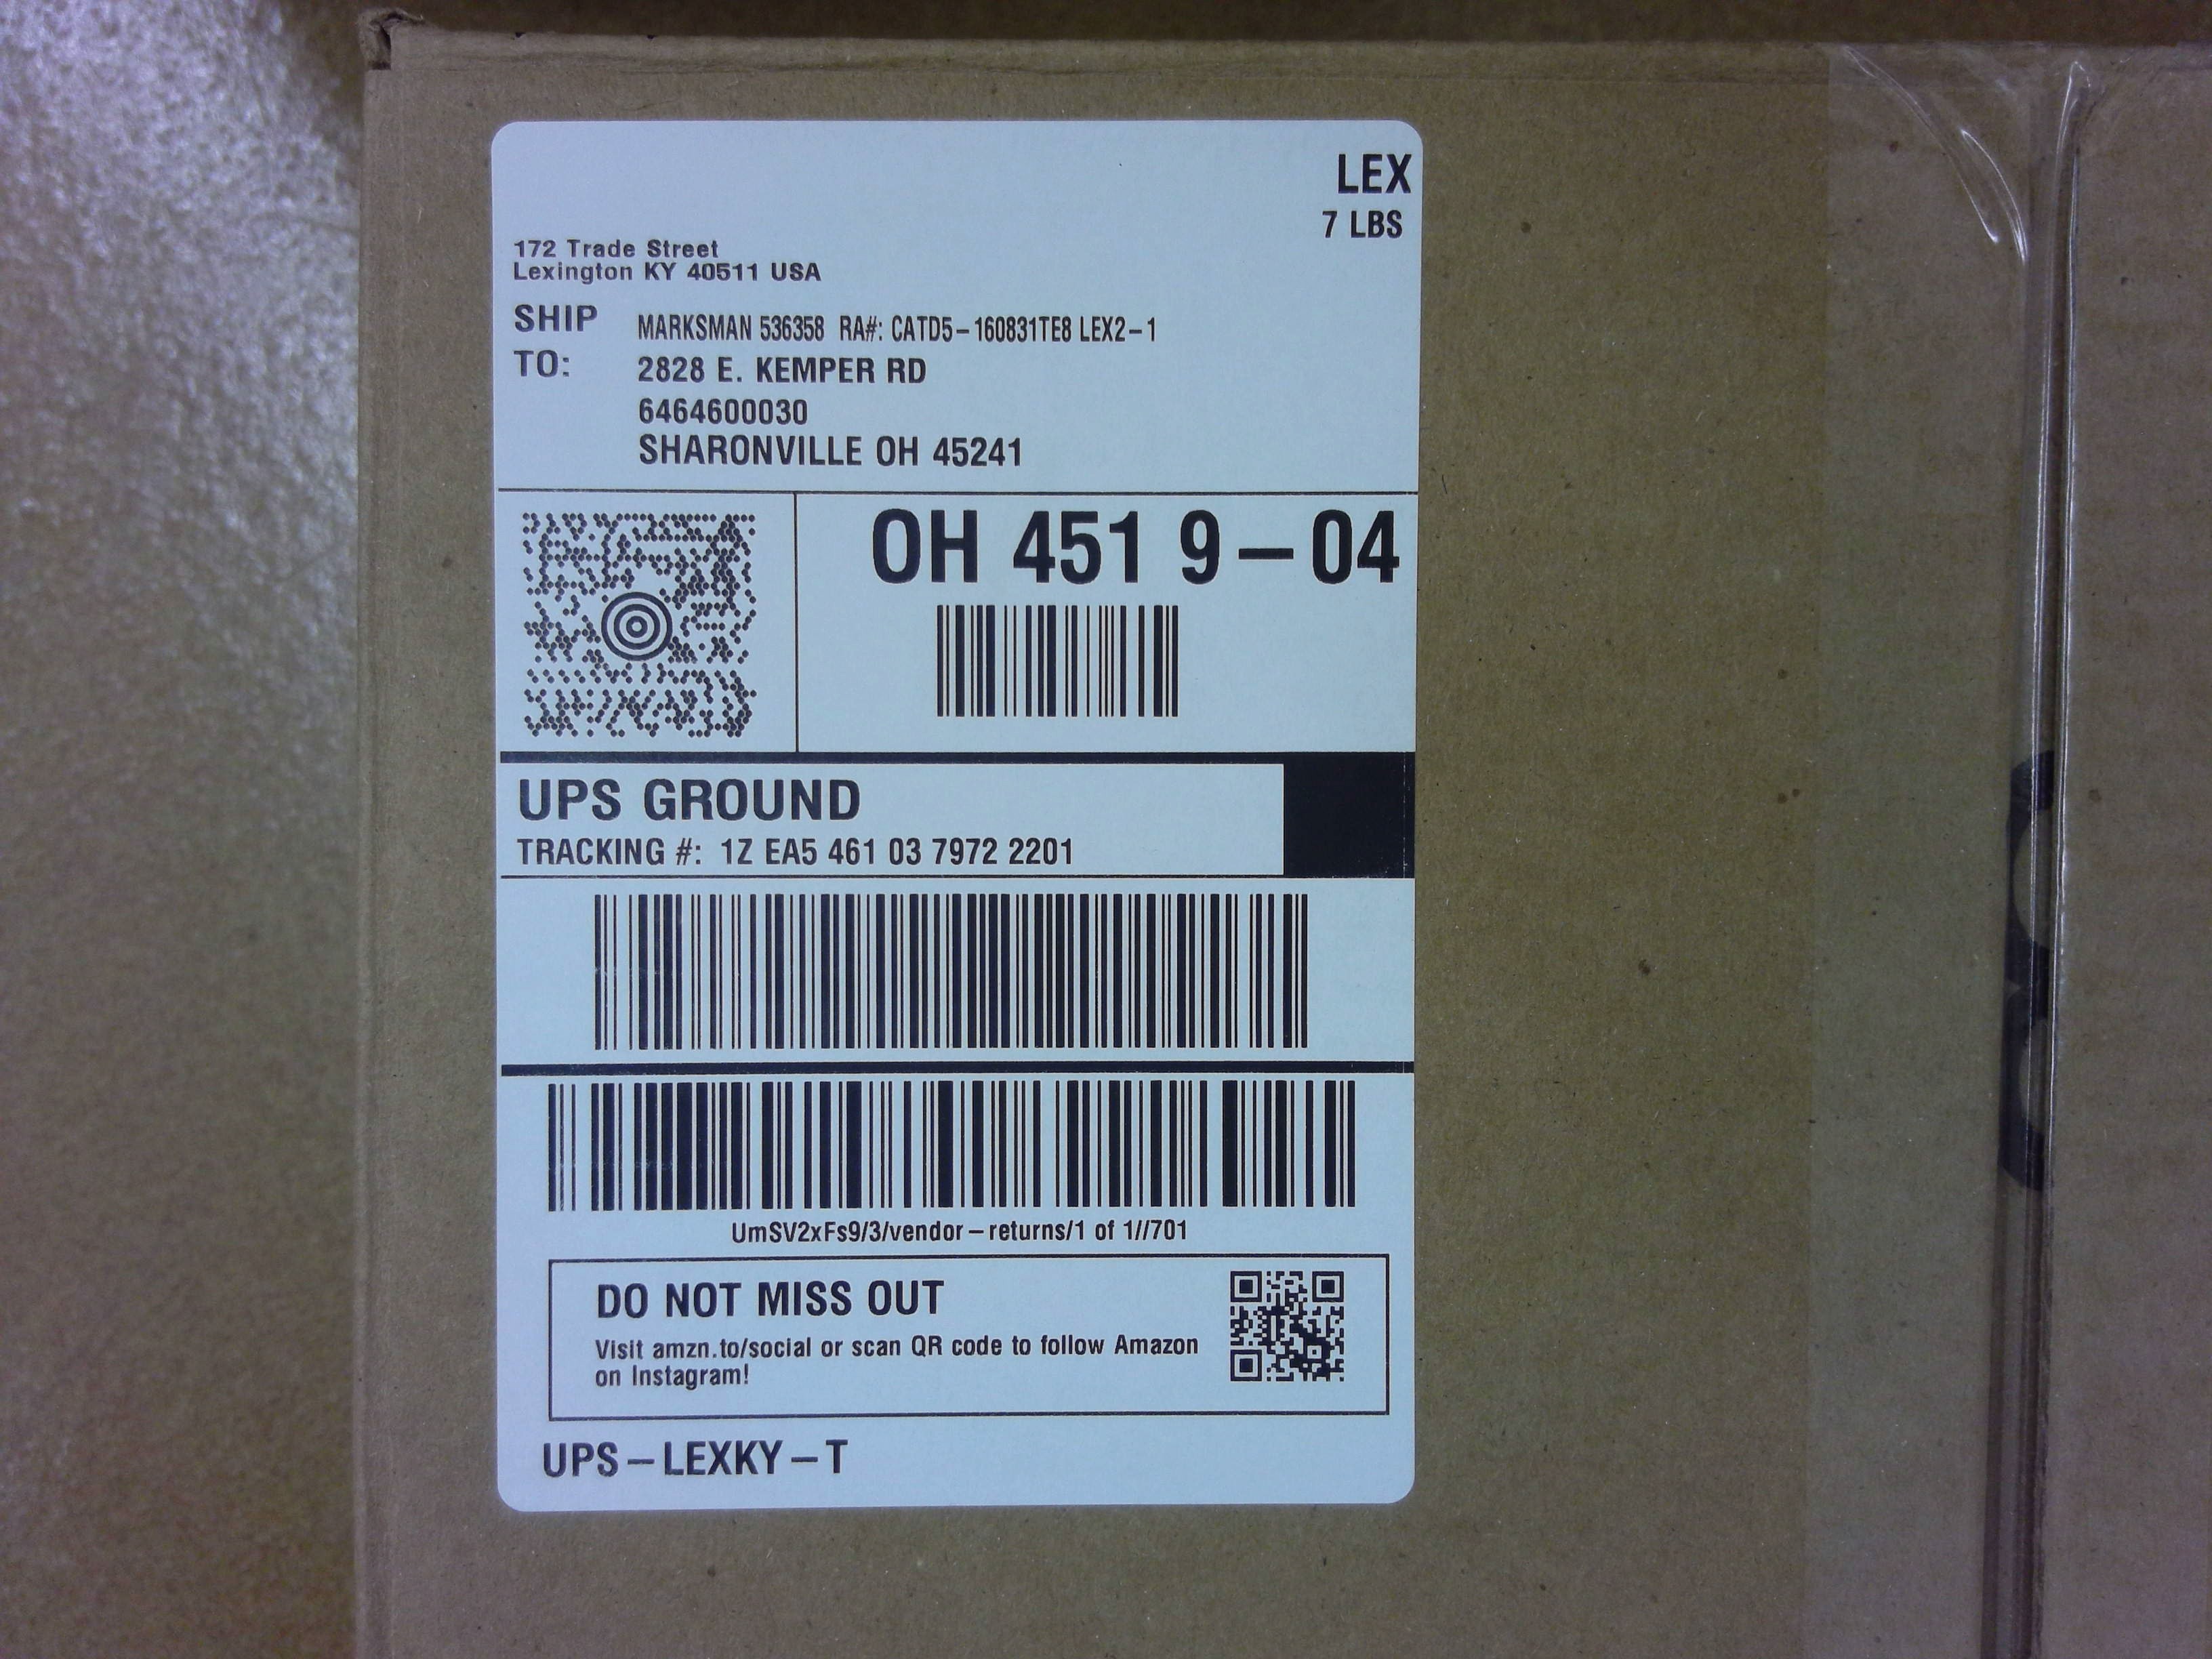 LEX
7 LBS
172 Trade Street
Lexington KY 40511 USA
SHIP TO:
MARKSMAN 536358 RA#: CATD5-160831TE8 LEX2-1
2828 E. KEMPER RD
6464600030
SHARONVILLE OH 45241
OH 451 9-04
UPS GROUND
TRACKING #: 1Z EA5 461 03 7972 2201
UmSV2xFs9/3/vendor-returns/1 of 1//701
DO NOT MISS OUT
Visit amzn.to/social or scan QR code to follow Amazon
on Instagram!
UPS-LEXKY-T